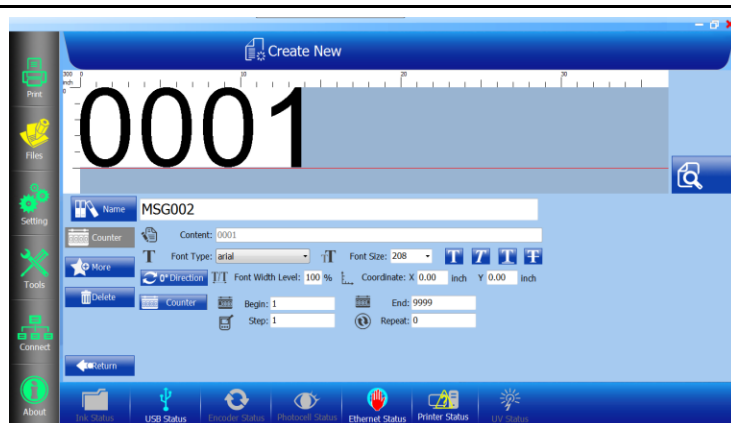 Create New
300 0 10 20 30
inch
0
0001
Print
Files
Setting
Tools
Connect
About
Name MSG002
Counter Content: 0001
T Font Type: arial T Font Size: 208 T T T T
More
0° Direction T/T Font Width Level: 100 % Coordinate: X 0.00 inch Y 0.00 inch
Delete Counter Begin: 1 End: 9999
Step: 1 Repeat: 0
Return
Ink Status USB Status Encoder Status Photocell Status Ethernet Status Printer Status UV Status